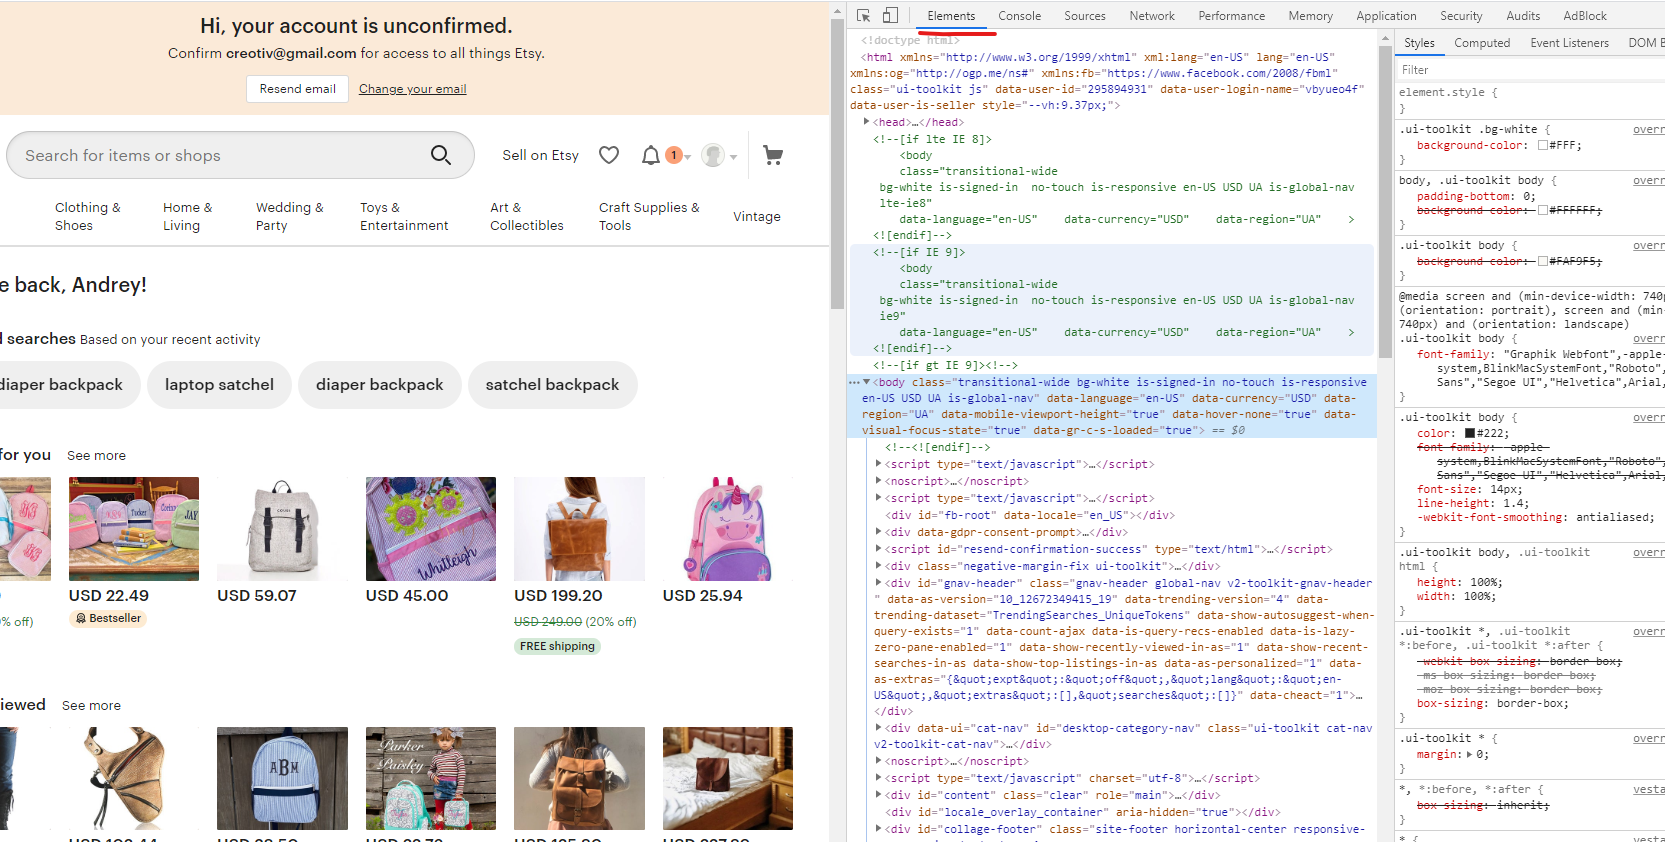 Hi, your account is unconfirmed.
Confirm creotiv@gmail.com for access to all things Etsy.
Resend email Change your email
Search for items or shops
Sell on Etsy
1
Clothing & Shoes
Home & Living
Wedding & Party
Toys & Entertainment
Art & Collectibles
Craft Supplies & Tools
Vintage
e back, Andrey!
d searches Based on your recent activity
diaper backpack
laptop satchel
diaper backpack
satchel backpack
for you See more
USD 22.49
USD 59.07
USD 45.00
USD 199.20
USD 25.94
% off)
Bestseller
USD 249.00 (20% off)
FREE shipping
Tucker
JAY
Whitleigh
iewed See more
ABM
Parker
Paisley
Elements Console Sources Network Performance Memory Application Security Audits AdBlock
<!doctype html>
<html xmlns="http://www.w3.org/1999/xhtml" xml:lang="en-US" lang="en-US"
xmlns:og="http://ogp.me/ns#" xmlns:fb="https://www.facebook.com/2008/fbml"
class="ui-toolkit js" data-user-id="295894931" data-user-login-name="vbyueo4f"
data-user-is-seller style="--vh:9.37px;">
<head>…</head>
<!--[if lte IE 8]>
<body
class="transitional-wide
bg-white is-signed-in no-touch is-responsive en-US USD UA is-global-nav
lte-ie8"
data-language="en-US" data-currency="USD" data-region="UA" >
<![endif]-->
<!--[if IE 9]>
<body
class="transitional-wide
bg-white is-signed-in no-touch is-responsive en-US USD UA is-global-nav
ie9"
data-language="en-US" data-currency="USD" data-region="UA" >
<![endif]-->
<!--[if gt IE 9]><!-->
<body class="transitional-wide bg-white is-signed-in no-touch is-responsive
en-US USD UA is-global-nav" data-language="en-US" data-currency="USD" data-
region="UA" data-mobile-viewport-height="true" data-hover-none="true" data-
visual-focus-state="true" data-gr-c-s-loaded="true"> == $0
<!--<![endif]-->
<script type="text/javascript">…</script>
<noscript>…</noscript>
<script type="text/javascript">…</script>
<div id="fb-root" data-locale="en_US"></div>
<div data-gdpr-consent-prompt>…</div>
<script id="resend-confirmation-success" type="text/html">…</script>
<div class="negative-margin-fix ui-toolkit">…</div>
<div id="gnav-header" class="gnav-header global-nav v2-toolkit-gnav-header
" data-as-version="10_12672349415_19" data-trending-version="4" data-
trending-dataset="TrendingSearches_UniqueTokens" data-show-autosuggest-when-
query-exists="1" data-count-ajax data-is-query-recs-enabled data-is-lazy-
zero-pane-enabled="1" data-show-recently-viewed-in-as="1" data-show-recent-
searches-in-as data-show-top-listings-in-as data-as-personalized="1" data-
as-extras="{&quot;expt&quot;:&quot;off&quot;,&quot;lang&quot;:&quot;en-
US&quot;,&quot;extras&quot;:[],&quot;searches&quot;:[]}" data-cheact="1">…
</div>
<div data-ui="cat-nav" id="desktop-category-nav" class="ui-toolkit cat-nav
v2-toolkit-cat-nav">…</div>
<noscript>…</noscript>
<script type="text/javascript" charset="utf-8">…</script>
<div id="content" class="clear" role="main">…</div>
<div id="locale_overlay_container" aria-hidden="true"></div>
<div id="collage-footer" class="site-footer horizontal-center responsive-
Styles Computed Event Listeners DOM B
Filter
element.style {
}
.ui-toolkit .bg-white { overr
background-color: #FFF;
}
body, .ui-toolkit body { overr
padding-bottom: 0;
background-color: #FFFFFF;
}
.ui-toolkit body { overr
background-color: #FAF9F5;
}
@media screen and (min-device-width: 740p
(orientation: portrait), screen and (min-
740px) and (orientation: landscape)
.ui-toolkit body { overr
font-family: "Graphik Webfont",-apple-
system,BlinkMacSystemFont,"Roboto",
Sans","Segoe UI","Helvetica",Arial,
}
.ui-toolkit body { overr
color: #222;
font-family: -apple-
system,BlinkMacSystemFont,"Roboto",
Sans","Segoe UI","Helvetica",Arial,
font-size: 14px;
line-height: 1.4;
-webkit-font-smoothing: antialiased;
}
.ui-toolkit body, .ui-toolkit overr
html {
height: 100%;
width: 100%;
}
.ui-toolkit *, .ui-toolkit overr
*:before, .ui-toolkit *:after {
-webkit-box-sizing: border-box;
-ms-box-sizing: border-box;
-moz-box-sizing: border-box;
box-sizing: border-box;
}
.ui-toolkit * { overr
margin: 0;
}
*, *:before, *:after { vesta
box-sizing: inherit;
}
* { vesta